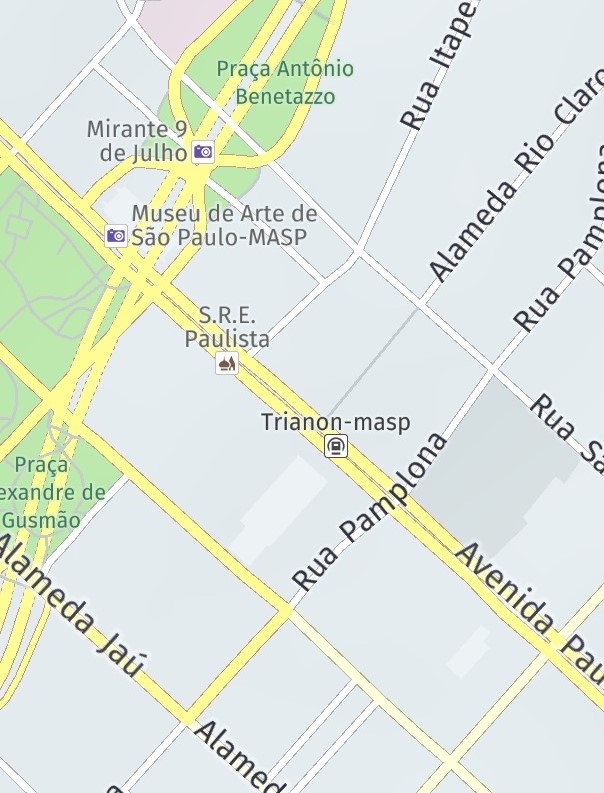 Rua Itape
Praça Antônio
Benetazzo
Alameda Rio Claro
Mirante 9
de Julho
Rua Pamplona
Museu de Arte de
São Paulo-MASP
S.R.E.
Paulista
Rua Sa
Trianon-masp
Praça
exandre de
Gusmão
Rua Pamplona
Avenida Pau
Alameda Jaú
Alamed